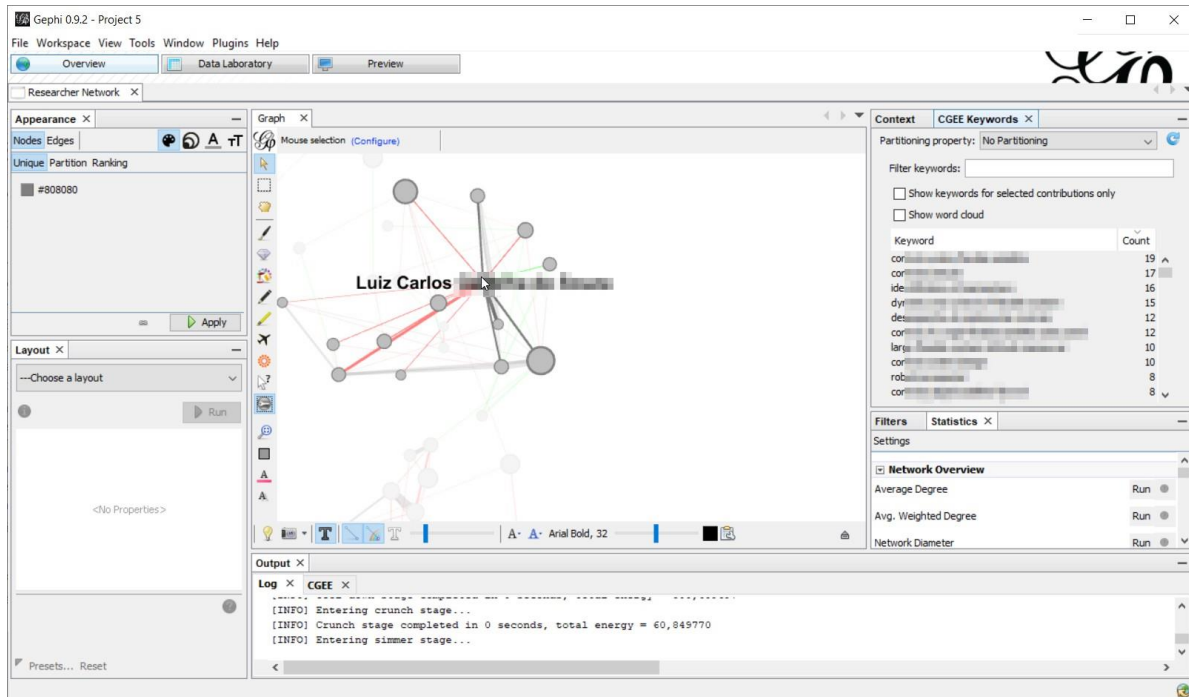 Gephi 0.9.2 - Project 5
File Workspace View Tools Window Plugins Help
Overview Data Laboratory Preview
Researcher Network
Appearance
Nodes Edges
Unique Partition Ranking
#808080
Apply
Layout
---Choose a layout
Run
<No Properties>
Presets... Reset
Graph
Mouse selection (Configure)
Luiz Carlos
Arial Bold, 32
Context CGEE Keywords
Partitioning property: No Partitioning
Filter keywords:
Show keywords for selected contributions only
Show word cloud
Keyword Count
19
17
16
15
12
12
10
10
8
8
Filters Statistics
Settings
Network Overview
Average Degree Run
Avg. Weighted Degree Run
Network Diameter Run
Output
Log CGEE
[INFO] Entering crunch stage...
[INFO] Crunch stage completed in 0 seconds, total energy = 60,849770
[INFO] Entering simmer stage...